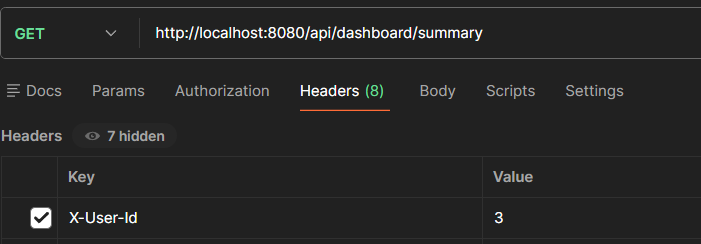 GET http://localhost:8080/api/dashboard/summary
Docs Params Authorization Headers (8) Body Scripts Settings
Headers 7 hidden
Key Value
X-User-Id 3